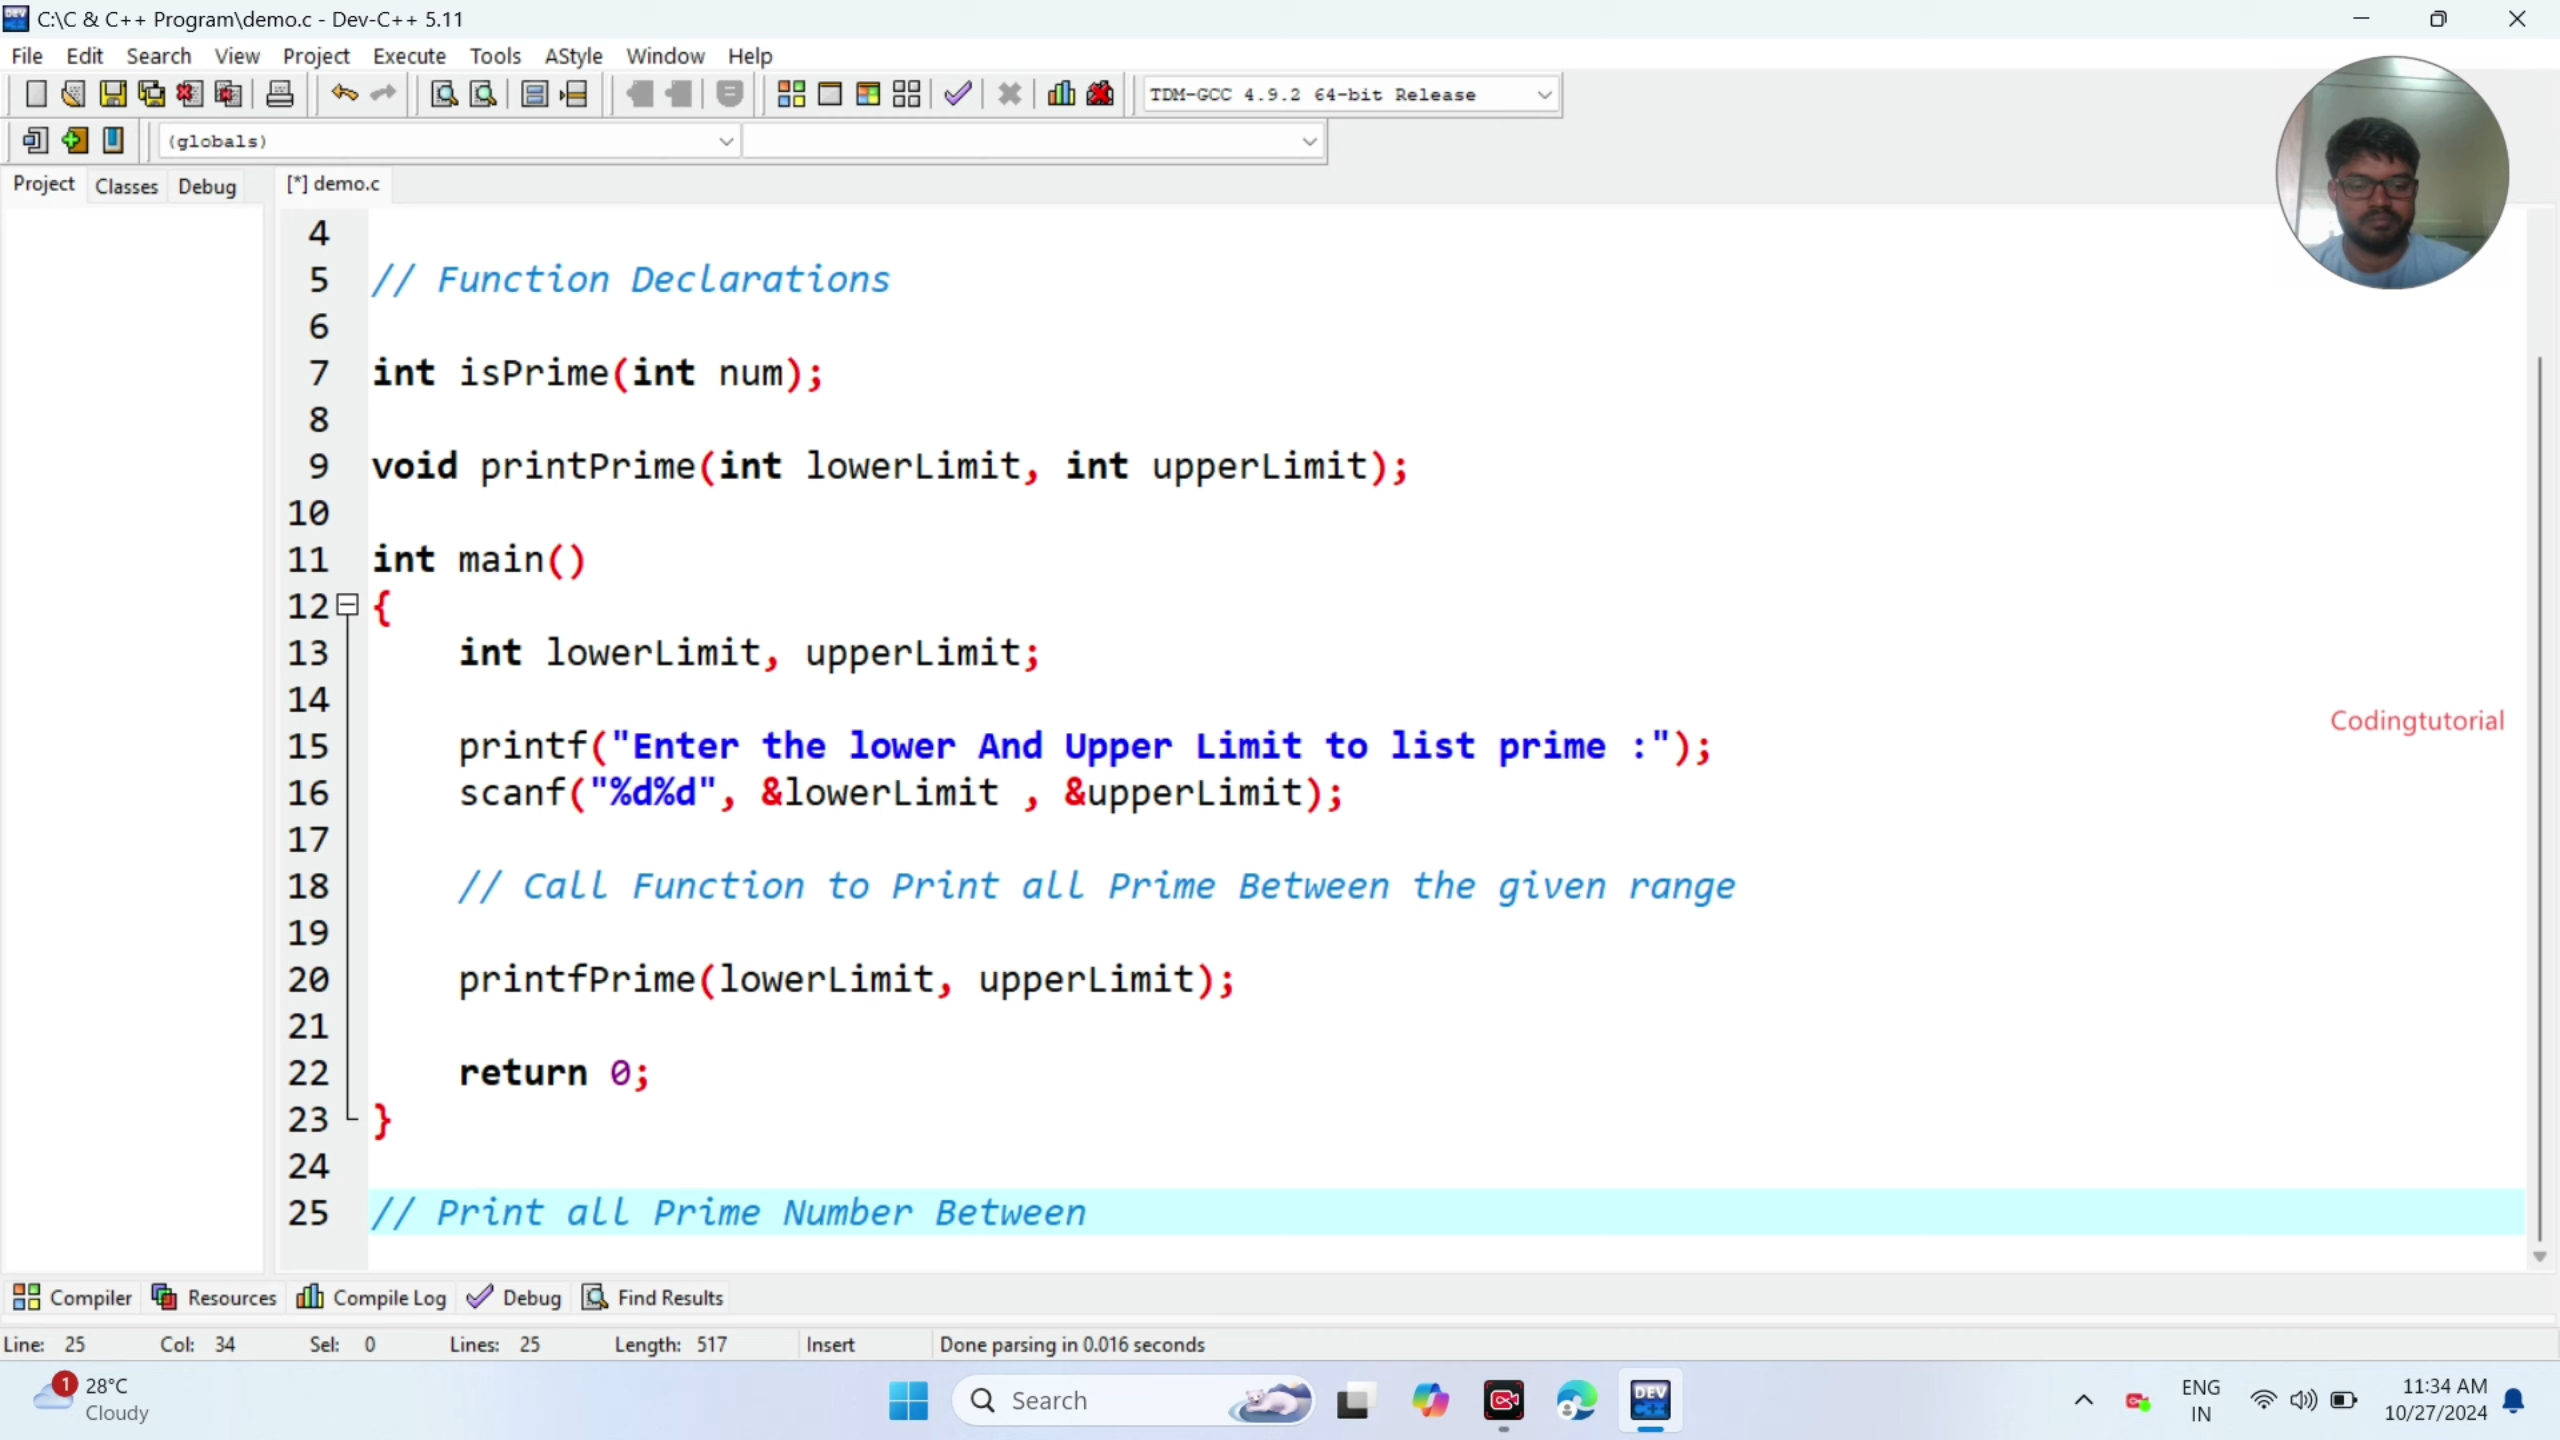 C:\C & C++ Program\demo.c - Dev-C++ 5.11
File Edit Search View Project Execute Tools AStyle Window Help
TDM-GCC 4.9.2 64-bit Release
(globals)
Project Classes Debug [*] demo.c
4
5 // Function Declarations
6
7 int isPrime(int num);
8
9 void printPrime(int lowerLimit, int upperLimit);
10
11 int main()
12 {
13 int lowerLimit, upperLimit;
14
15 printf("Enter the lower And Upper Limit to list prime :");
16 scanf("%d%d", &lowerLimit , &upperLimit);
17
18 // Call Function to Print all Prime Between the given range
19
20 printfPrime(lowerLimit, upperLimit);
21
22 return 0;
23 }
24
25 // Print all Prime Number Between
Codingtutorial
Compiler Resources Compile Log Debug Find Results
Line: 25 Col: 34 Sel: 0 Lines: 25 Length: 517 Insert Done parsing in 0.016 seconds
1 28°C
Cloudy
Search
DEV
C++
ENG
IN
11:34 AM
10/27/2024